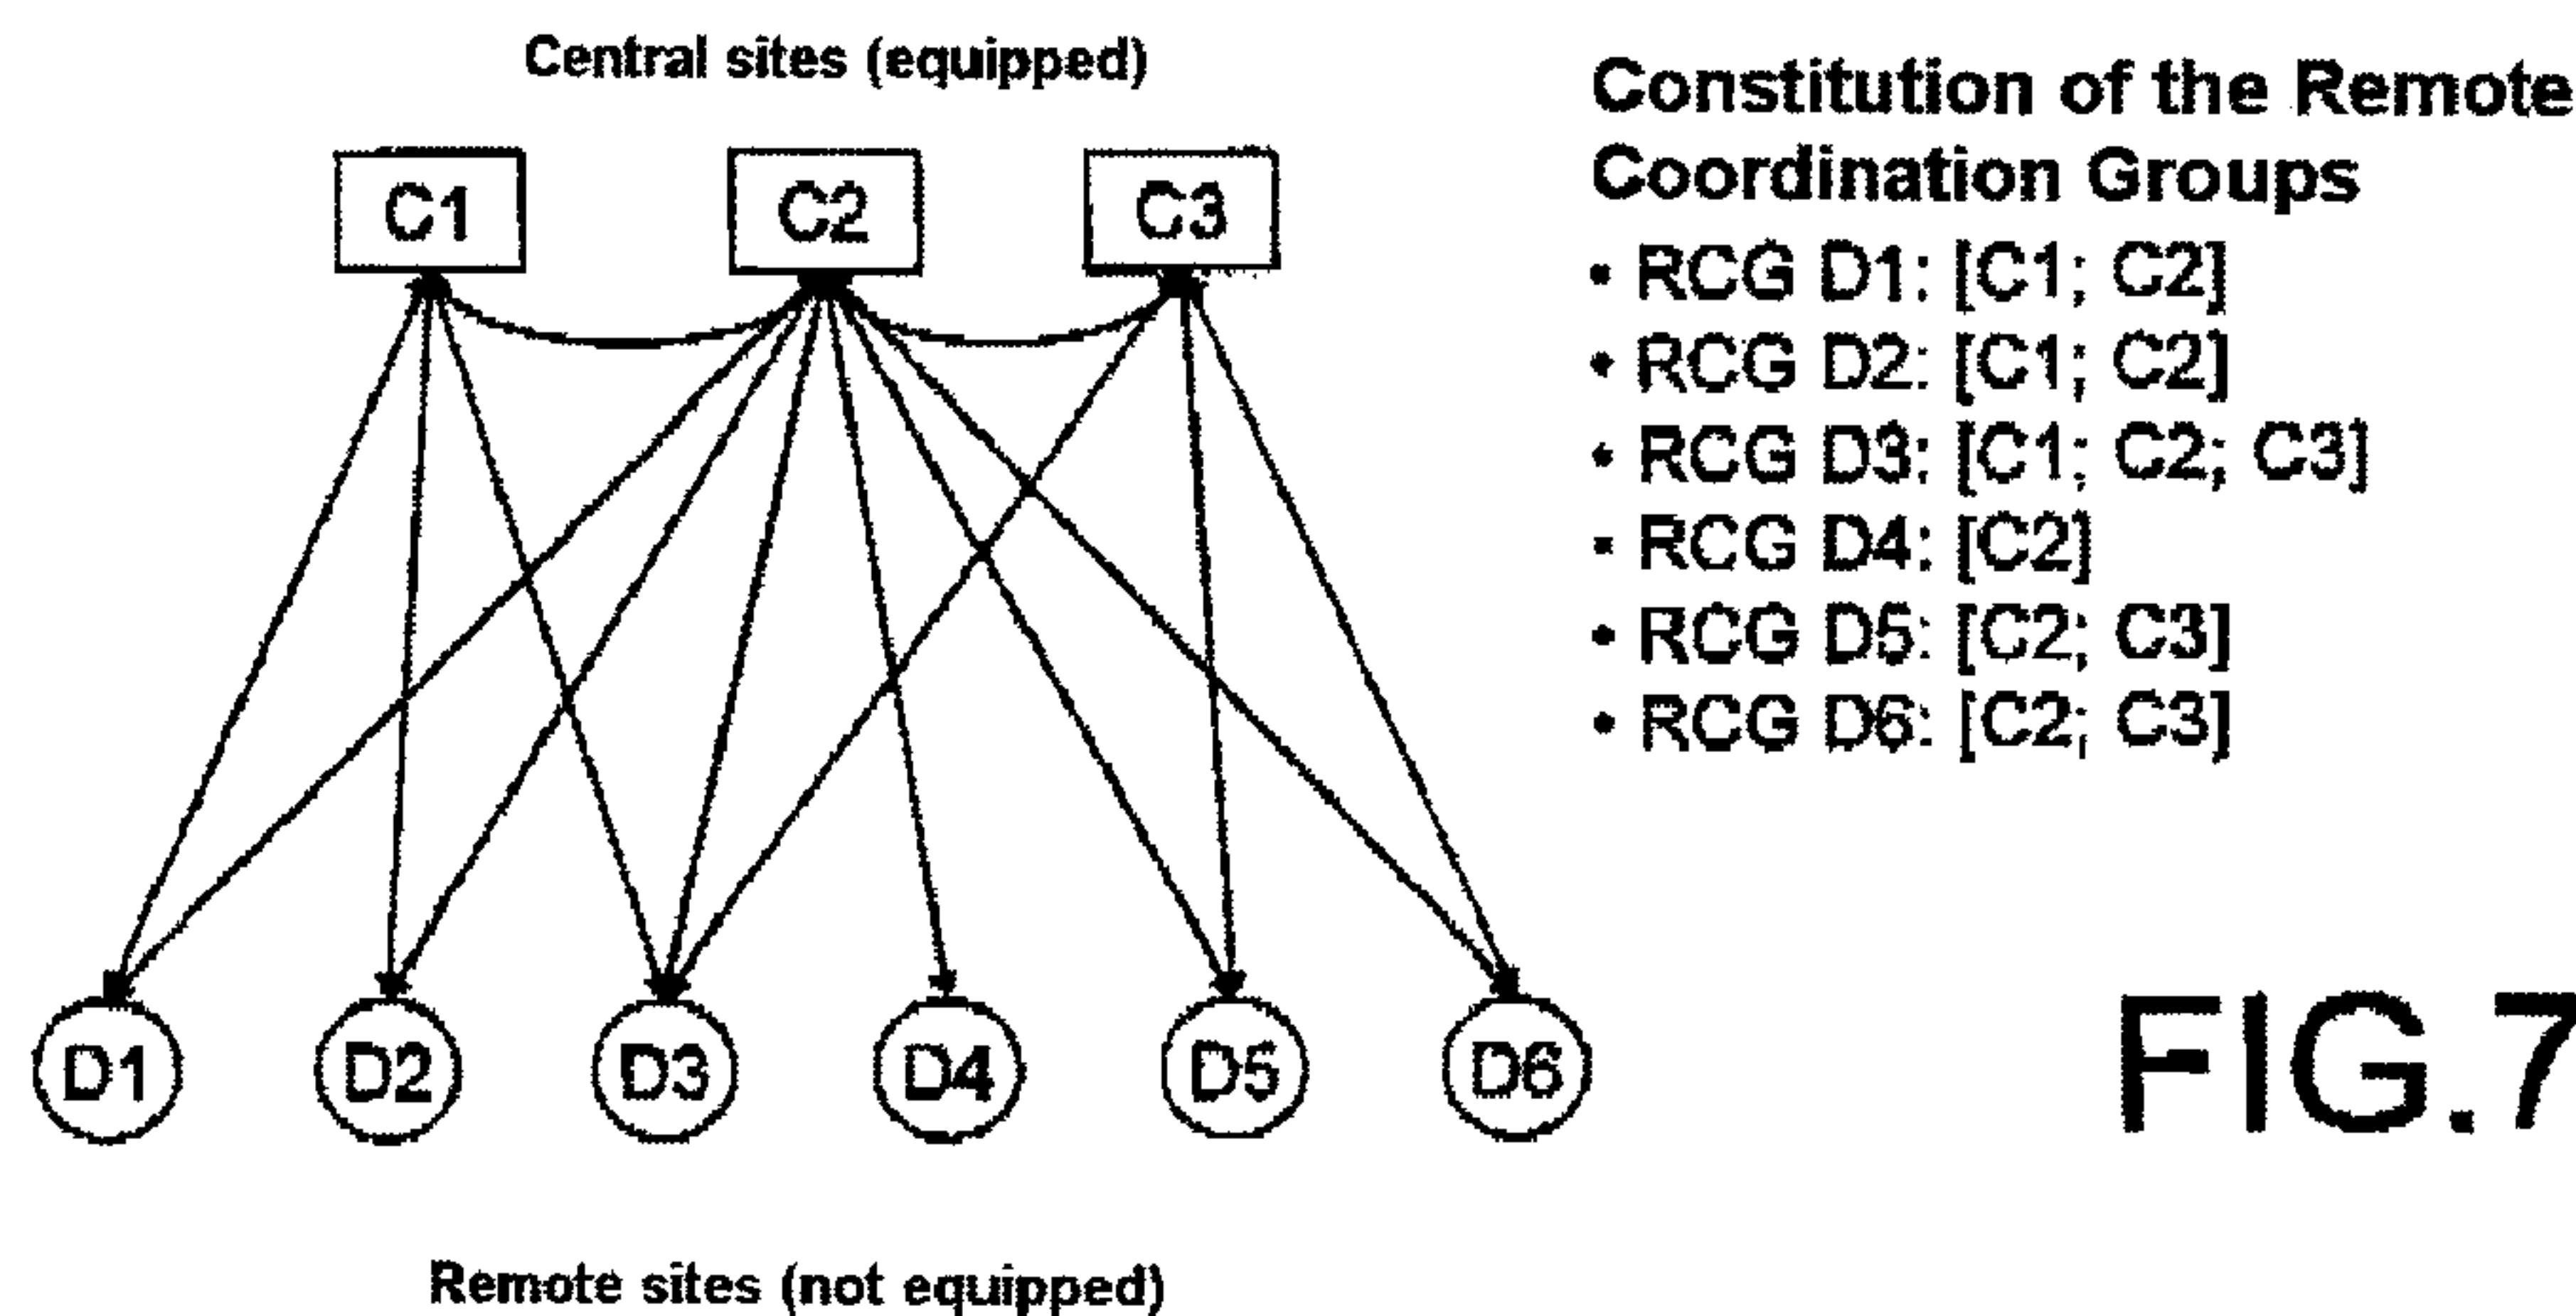 Central sites (equipped)
C1
C2
C3
D1
D2
D3
D4
D5
D6
Remote sites (not equipped)
Constitution of the Remote
Coordination Groups
• RCG D1: [C1; C2]
• RCG D2: [C1; C2]
• RCG D3: [C1; C2; C3]
• RCG D4: [C2]
• RCG D5: [C2; C3]
• RCG D6: [C2; C3]
FIG.7